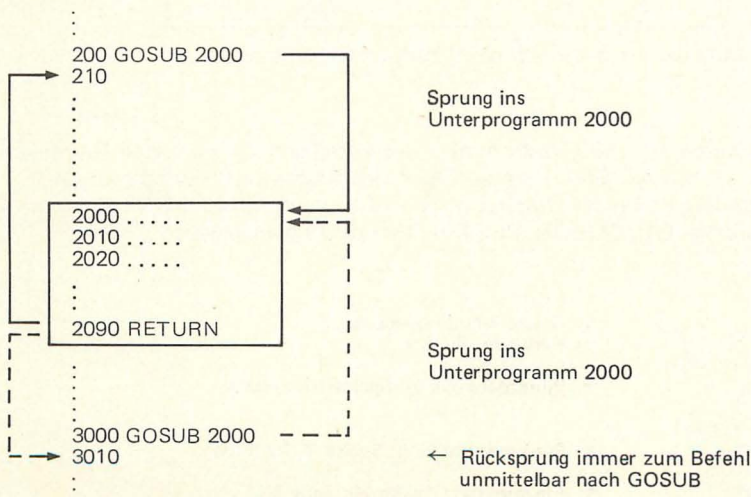 200 GOSUB 2000
210
Sprung ins
Unterprogramm 2000
2000 . . . . .
2010 . . . . .
2020 . . . . .
2090 RETURN
Sprung ins
Unterprogramm 2000
3000 GOSUB 2000
3010
← Rücksprung immer zum Befehl
unmittelbar nach GOSUB